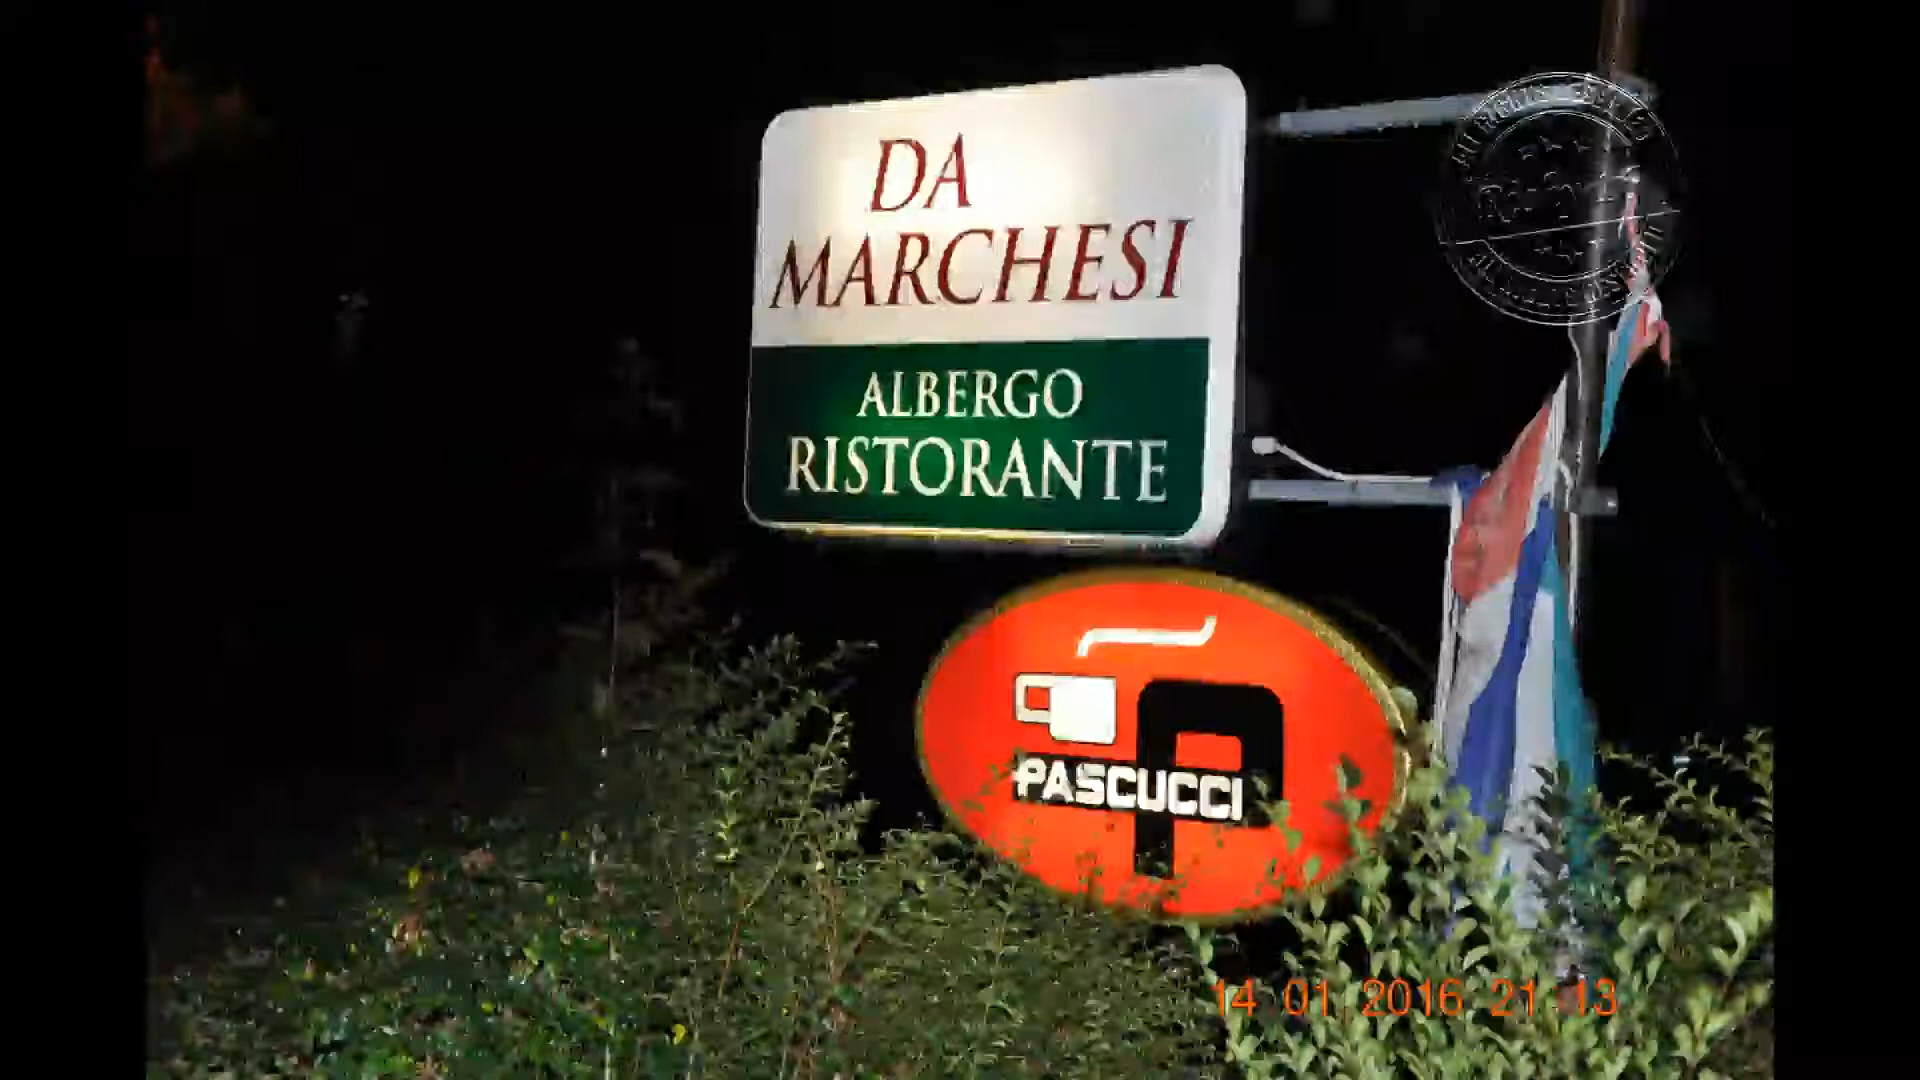 DA
MARCHESI
ALBERGO
RISTORANTE
PASCUCCI
14 01 2016 21 13